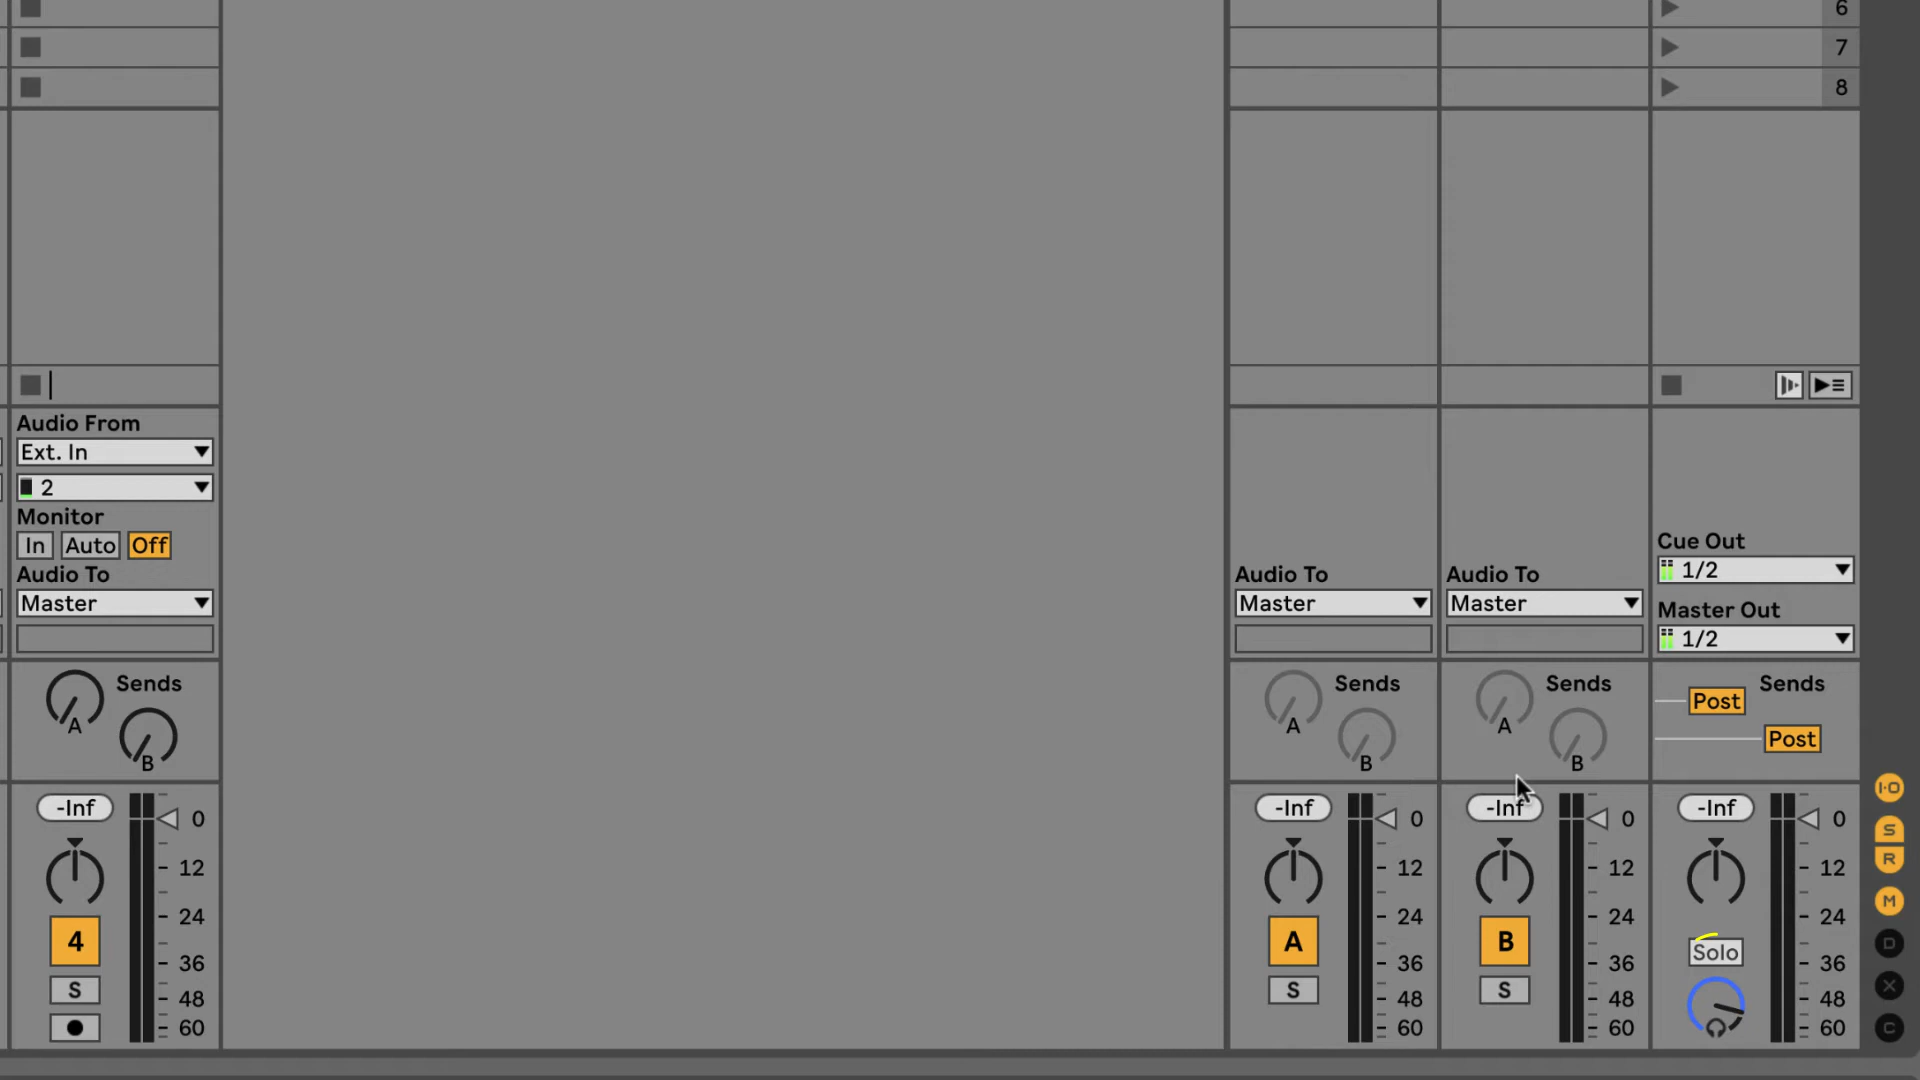 6
7
8
Audio From
Ext. In
2
Monitor
In Auto Off
Audio To
Master
Audio To
Master
Audio To
Master
Cue Out
1/2
Master Out
1/2
Sends
A
B
Sends
A
B
Sends
A
B
Sends
Post
Post
-Inf
0
12
24
36
48
60
4
S
-Inf
0
12
24
36
48
60
A
S
-Inf
0
12
24
36
48
60
B
S
-Inf
0
12
24
36
48
60
Solo
I·O
S
R
M
D
X
C